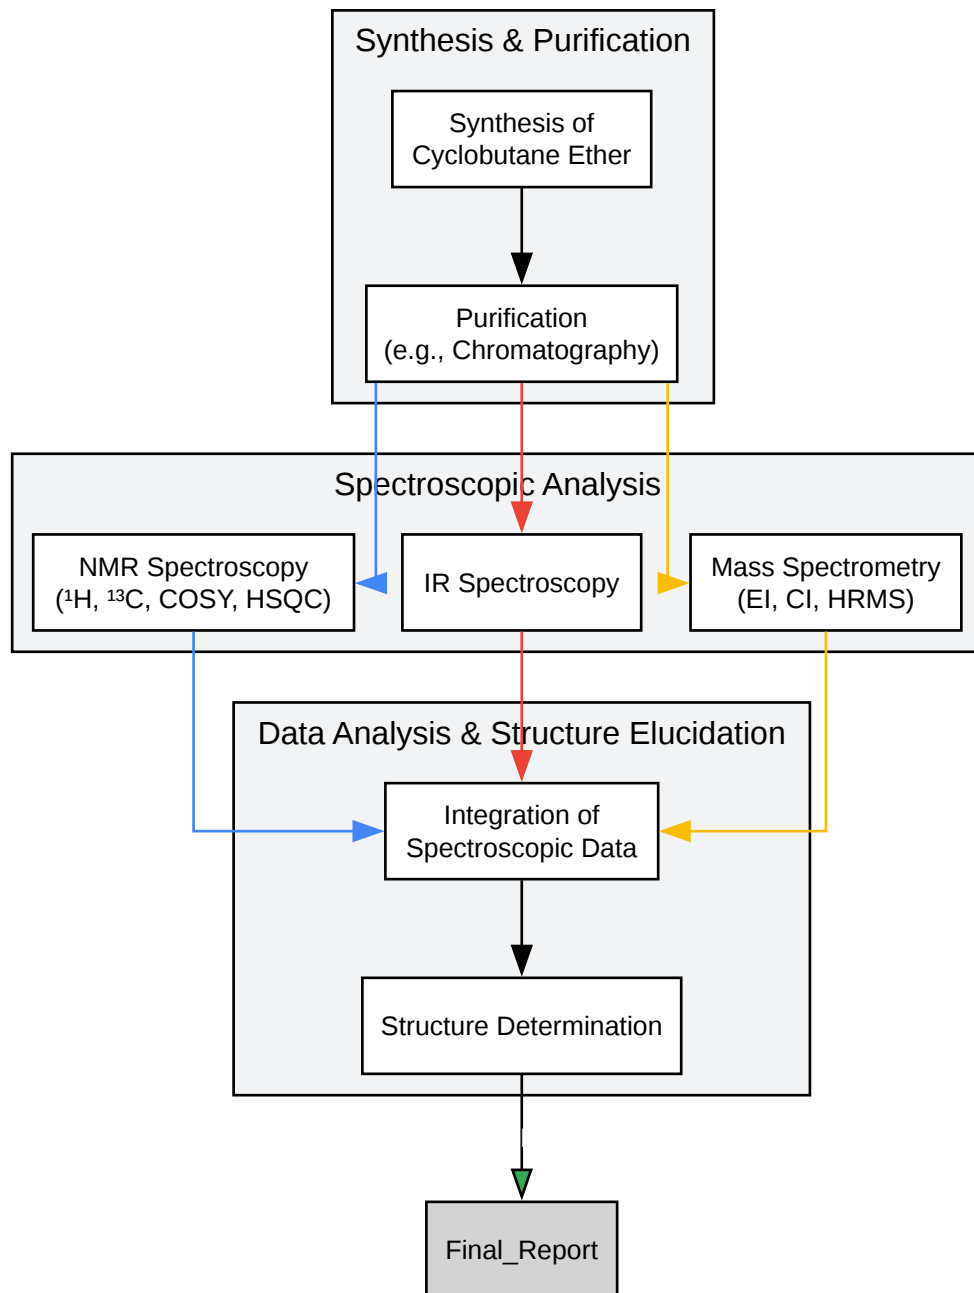 Synthesis & Purification
Synthesis of
Cyclobutane Ether
Purification
(e.g., Chromatography)
Spectroscopic Analysis
NMR Spectroscopy
(¹H, ¹³C, COSY, HSQC)
IR Spectroscopy
Mass Spectrometry
(EI, CI, HRMS)
Data Analysis & Structure Elucidation
Integration of
Spectroscopic Data
Structure Determination
Final_Report